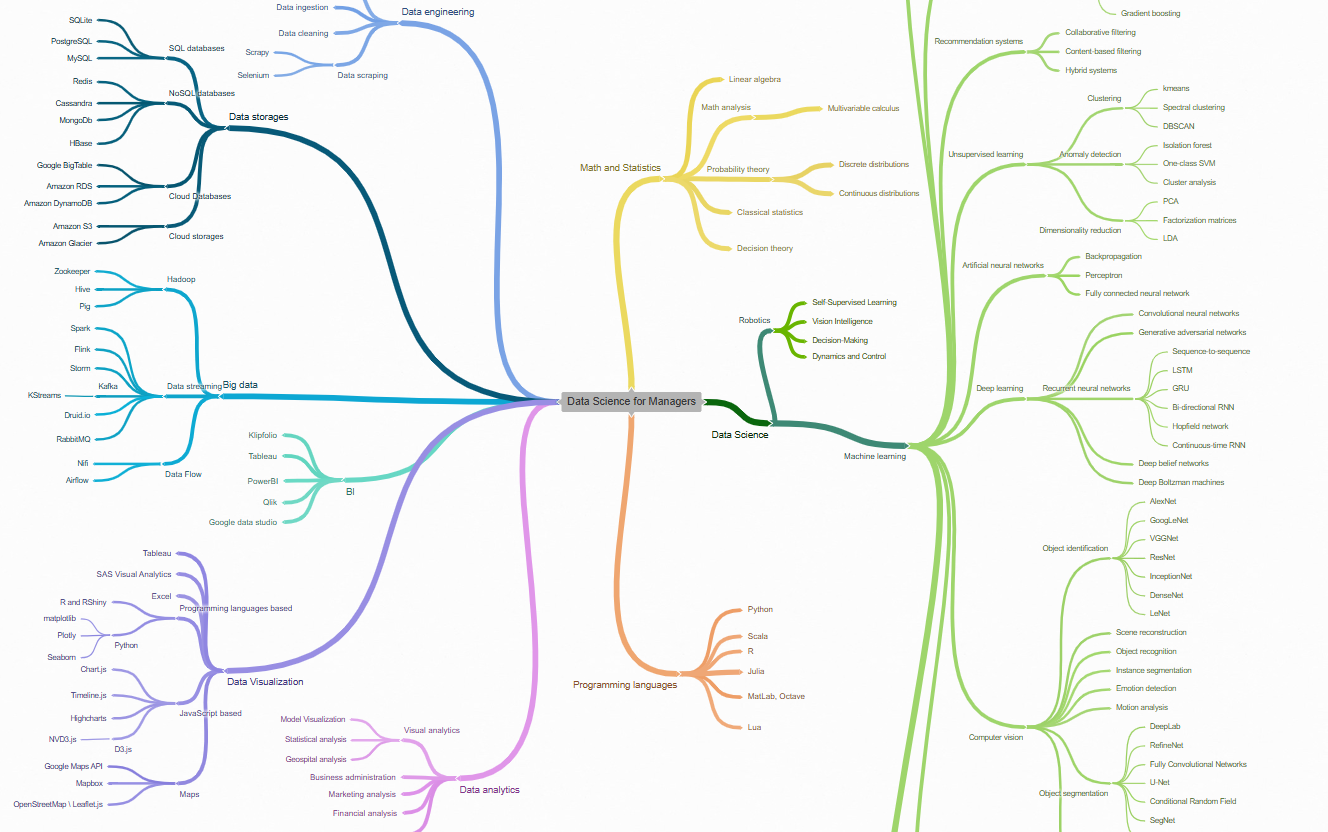 Data ingestion
Data engineering
Data cleaning
Scrapy
Selenium
Data scraping
SQLite
PostgreSQL
MySQL
SQL databases
Redis
Cassandra
MongoDb
HBase
NoSQL databases
Data storages
Google BigTable
Amazon RDS
Amazon DynamoDB
Cloud Databases
Amazon S3
Amazon Glacier
Cloud storages
Zookeeper
Hive
Pig
Hadoop
Spark
Flink
Storm
KStreams
Kafka
Druid.io
RabbitMQ
Data streaming
Big data
Nifi
Airflow
Data Flow
Klipfolio
Tableau
PowerBI
Qlik
Google data studio
BI
Tableau
SAS Visual Analytics
Excel
Programming languages based
R and RShiny
matplotlib
Plotly
Seaborn
Python
Data Visualization
Chart.js
Timeline.js
Highcharts
NVD3.js
D3.js
JavaScript based
Google Maps API
Mapbox
OpenStreetMap \ Leaflet.js
Maps
Model Visualization
Statistical analysis
Geospital analysis
Visual analytics
Business administration
Marketing analysis
Financial analysis
Data analytics
Data Science for Managers
Math and Statistics
Linear algebra
Math analysis
Multivariable calculus
Probability theory
Discrete distributions
Continuous distributions
Classical statistics
Decision theory
Robotics
Self-Supervised Learning
Vision Intelligence
Decision-Making
Dynamics and Control
Data Science
Machine learning
Programming languages
Python
Scala
R
Julia
MatLab, Octave
Lua
Gradient boosting
Recommendation systems
Collaborative filtering
Content-based filtering
Hybrid systems
Unsupervised learning
Clustering
kmeans
Spectral clustering
DBSCAN
Anomaly detection
Isolation forest
One-class SVM
Cluster analysis
Dimensionality reduction
PCA
Factorization matrices
LDA
Artificial neural networks
Backpropagation
Perceptron
Fully connected neural network
Deep learning
Convolutional neural networks
Generative adversarial networks
Recurrent neural networks
Sequence-to-sequence
LSTM
GRU
Bi-directional RNN
Hopfield network
Continuous-time RNN
Deep belief networks
Deep Boltzman machines
Computer vision
Object identification
AlexNet
GoogLeNet
VGGNet
ResNet
InceptionNet
DenseNet
LeNet
Scene reconstruction
Object recognition
Instance segmentation
Emotion detection
Motion analysis
Object segmentation
DeepLab
RefineNet
Fully Convolutional Networks
U-Net
Conditional Random Field
SegNet